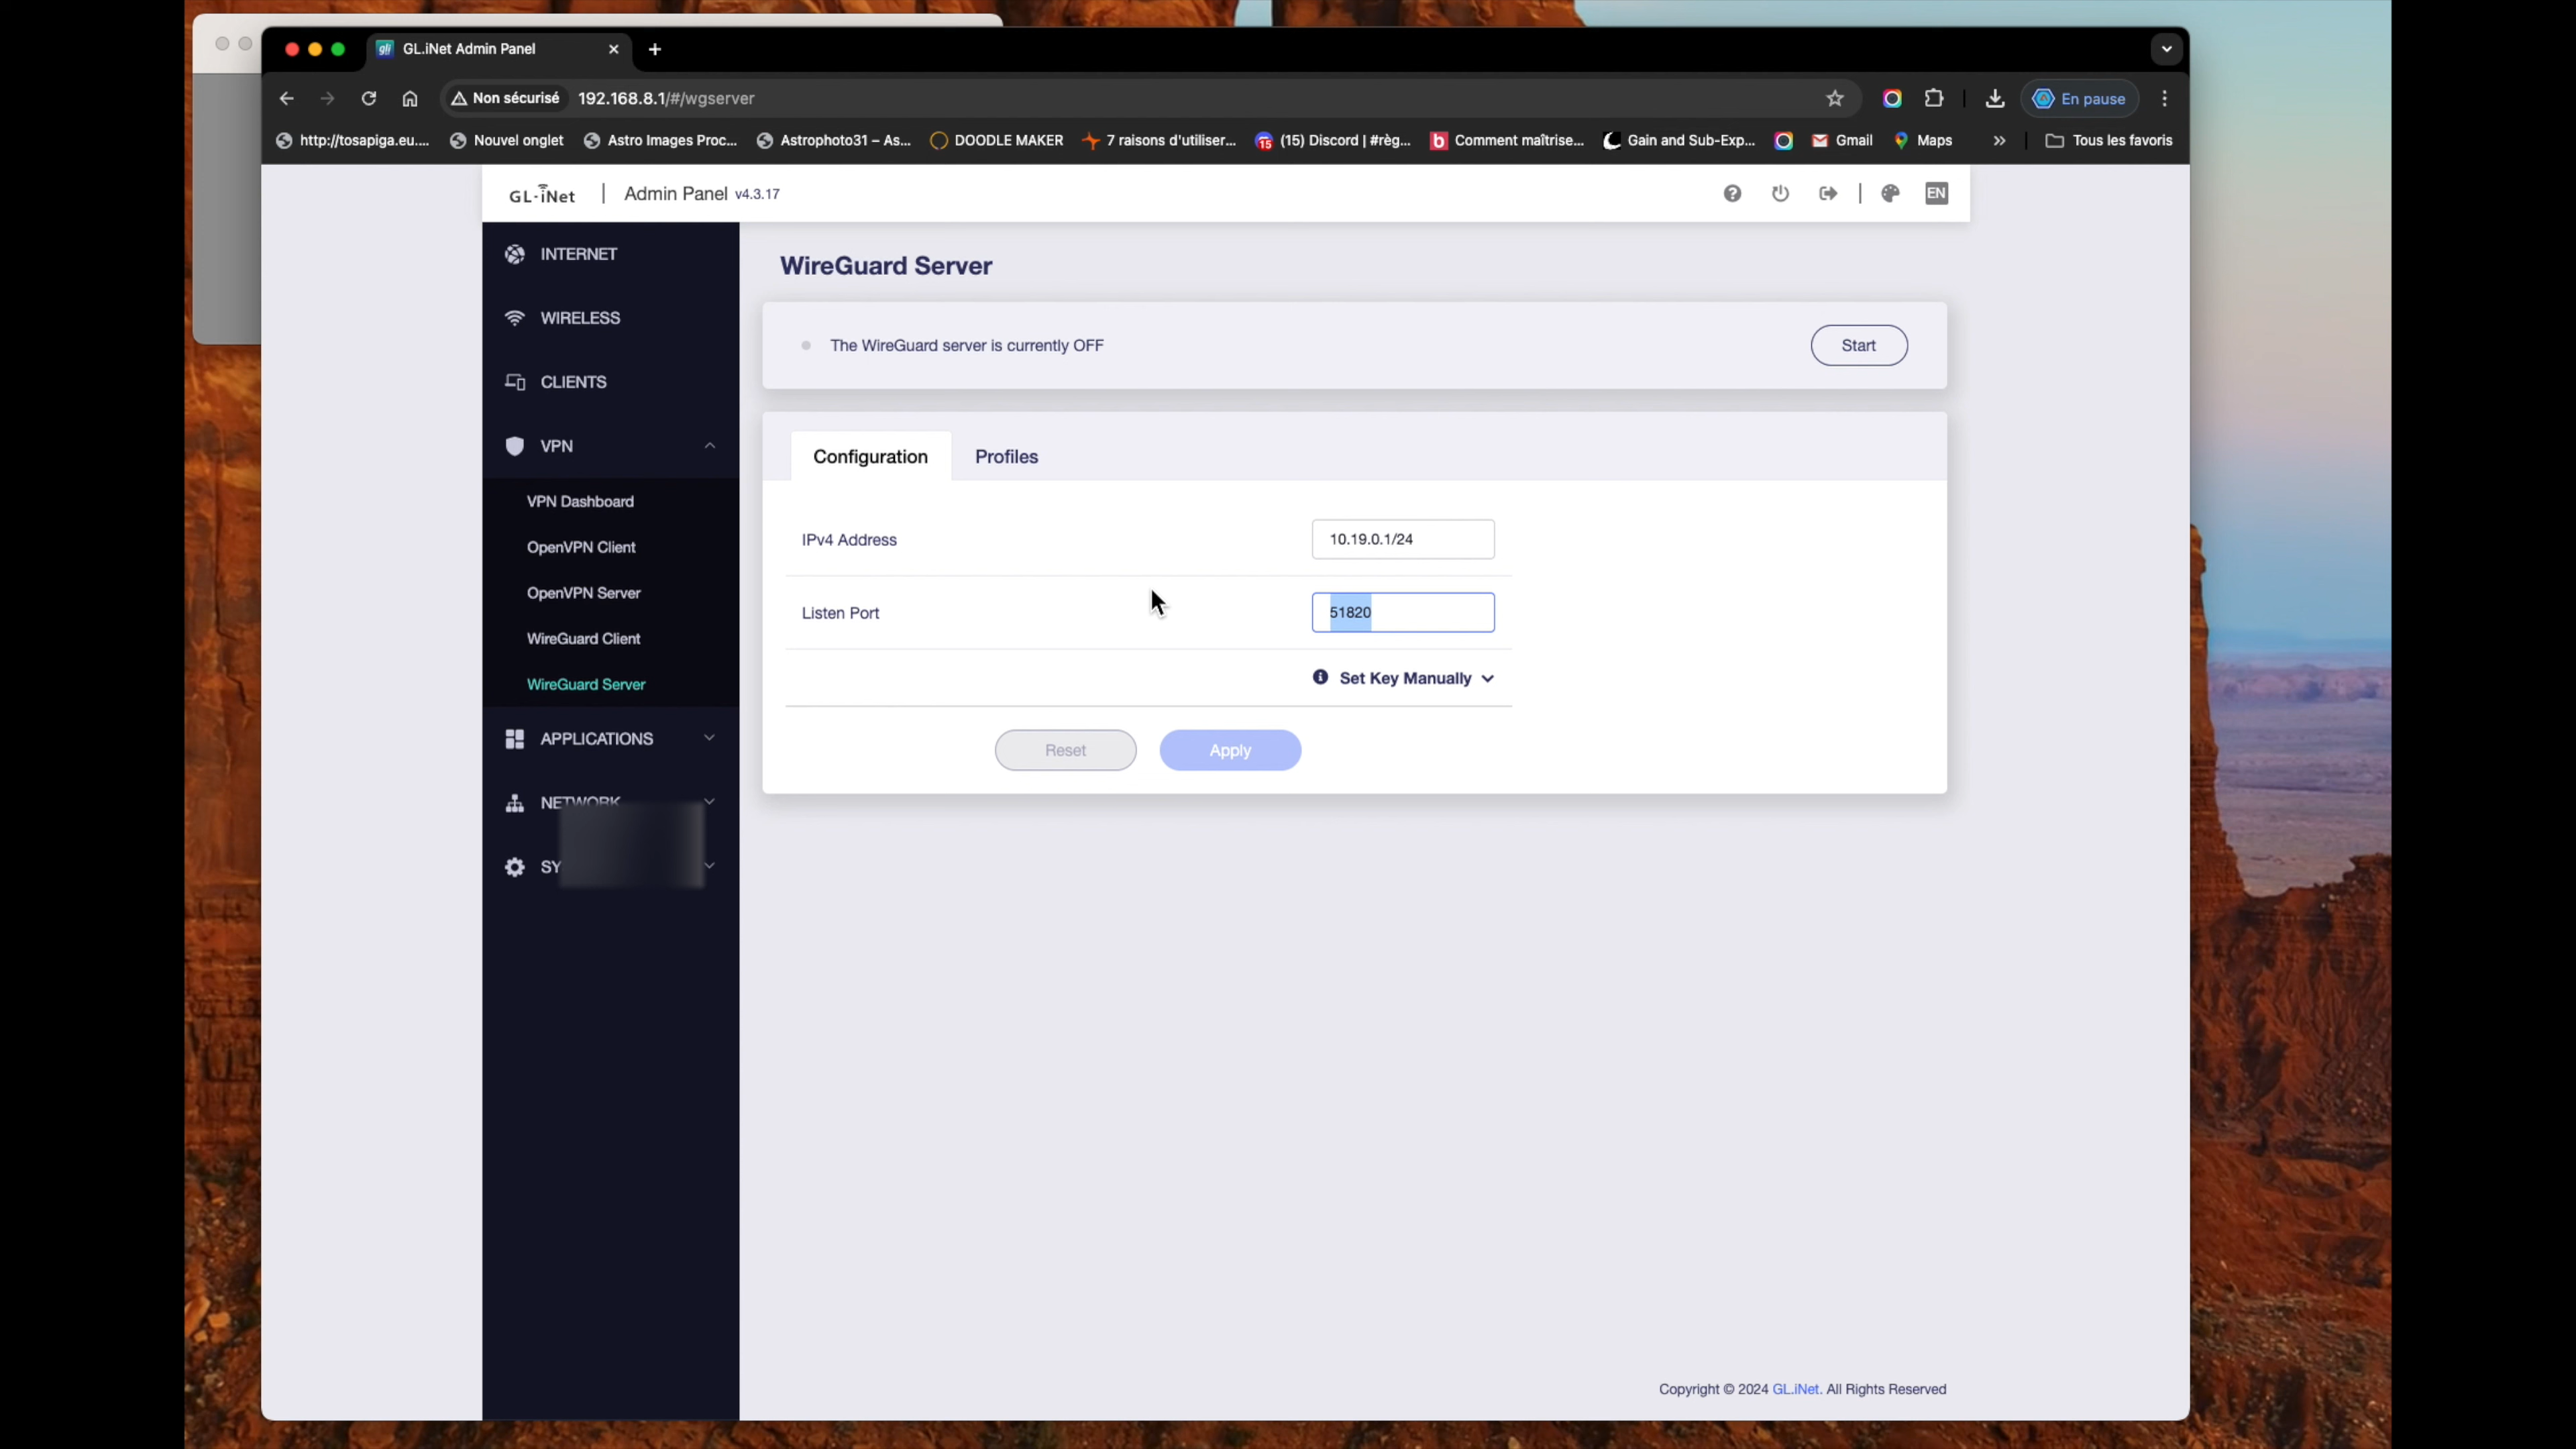 GL.iNet Admin Panel
Non sécurisé 192.168.8.1/#/wgserver
En pause
http://tosapiga.eu....
Nouvel onglet
Astro Images Proc...
Astrophoto31 – As...
DOODLE MAKER
7 raisons d'utiliser...
(15) Discord | #règ...
Comment maîtrise...
Gain and Sub-Exp...
Gmail
Maps
Tous les favoris
GL·iNet | Admin Panel v4.3.17
EN
INTERNET
WIRELESS
CLIENTS
VPN
VPN Dashboard
OpenVPN Client
OpenVPN Server
WireGuard Client
WireGuard Server
APPLICATIONS
NETWORK
SY
WireGuard Server
The WireGuard server is currently OFF
Start
Configuration
Profiles
IPv4 Address
10.19.0.1/24
Listen Port
51820
Set Key Manually
Reset
Apply
Copyright © 2024 GL.iNet. All Rights Reserved